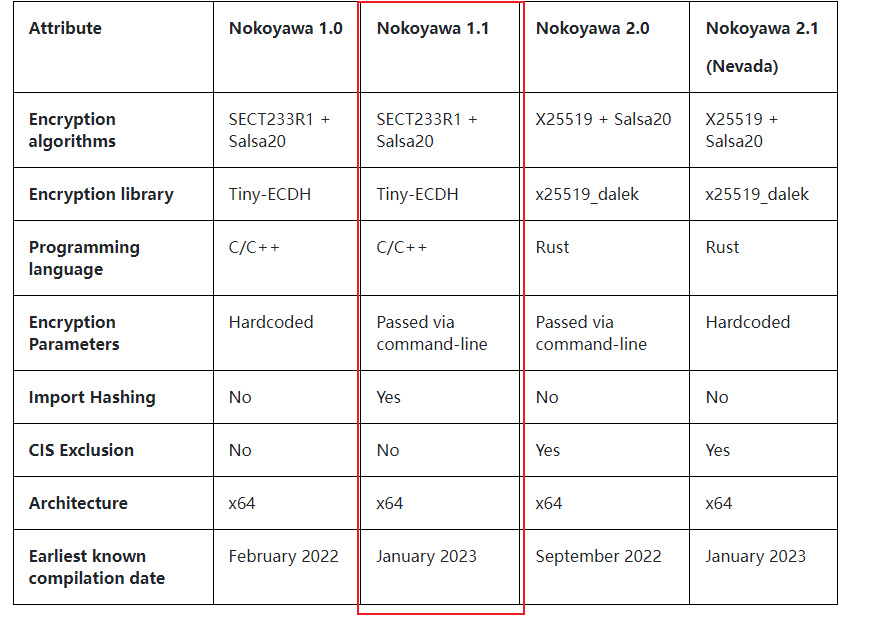 Attribute
Nokoyawa 1.0
Nokoyawa 1.1
Nokoyawa 2.0
Nokoyawa 2.1
(Nevada)
Encryption
algorithms
SECT233R1 +
Salsa20
SECT233R1 +
Salsa20
X25519 + Salsa20
X25519 +
Salsa20
Encryption library
Tiny-ECDH
Tiny-ECDH
x25519_dalek
x25519_dalek
Programming
language
C/C++
C/C++
Rust
Rust
Encryption
Parameters
Hardcoded
Passed via
command-line
Passed via
command-line
Hardcoded
Import Hashing
No
Yes
No
No
CIS Exclusion
No
No
Yes
Yes
Architecture
x64
x64
x64
x64
Earliest known
compilation date
February 2022
January 2023
September 2022
January 2023